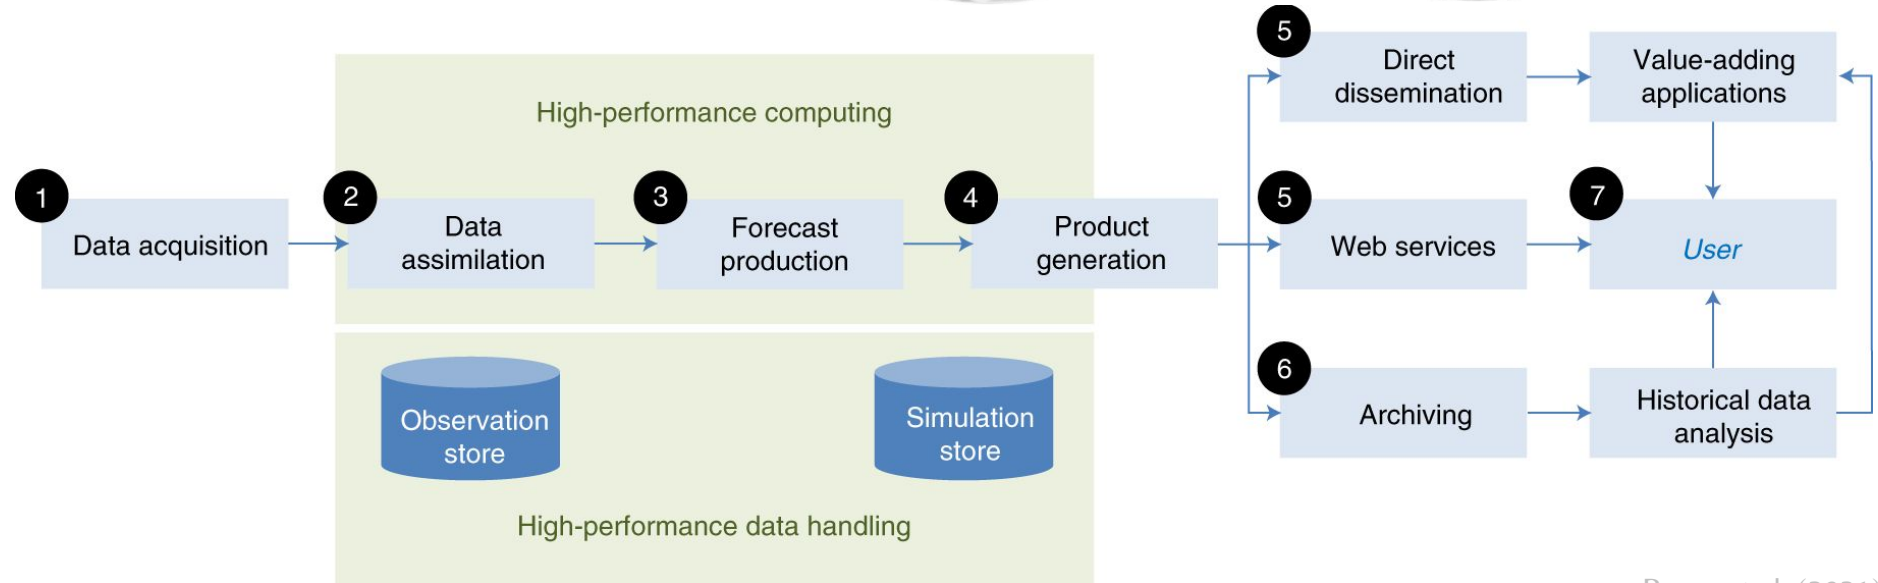 5
Direct
dissemination
Value-adding
applications
High-performance computing
1
Data acquisition
2
Data
assimilation
3
Forecast
production
4
Product
generation
5
Web services
7
User
6
Archiving
Historical data
analysis
Observation
store
Simulation
store
High-performance data handling